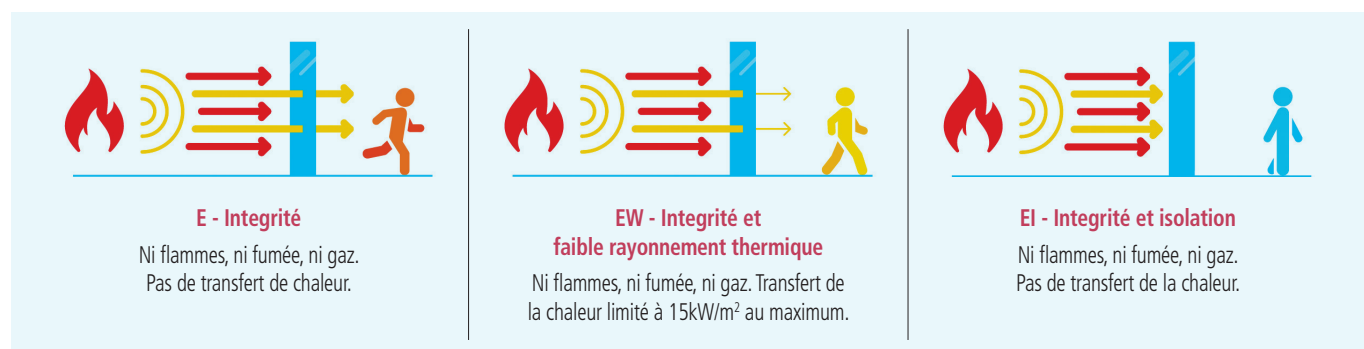 E - Integrité
Ni flammes, ni fumée, ni gaz.
Pas de transfert de chaleur.
EW - Integrité et
faible rayonnement thermique
Ni flammes, ni fumée, ni gaz. Transfert de
la chaleur limité à 15kW/m² au maximum.
EI - Integrité et isolation
Ni flammes, ni fumée, ni gaz.
Pas de transfert de la chaleur.